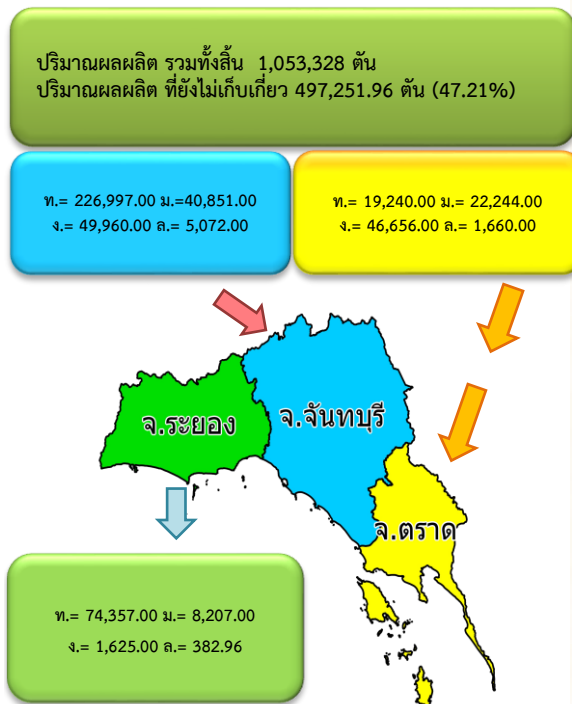 ปริมาณผลผลิต รวมทั้งสิ้น 1,053,328 ตัน
ปริมาณผลผลิต ที่ยังไม่เก็บเกี่ยว 497,251.96 ตัน (47.21%)
ท.= 226,997.00 ม.=40,851.00
ง.= 49,960.00 ล.= 5,072.00
ท.= 19,240.00 ม.= 22,244.00
ง.= 46,656.00 ล.= 1,660.00
จ.ระยอง
จ.จันทบุรี
จ.ตราด
ท.= 74,357.00 ม.= 8,207.00
ง.= 1,625.00 ล.= 382.96